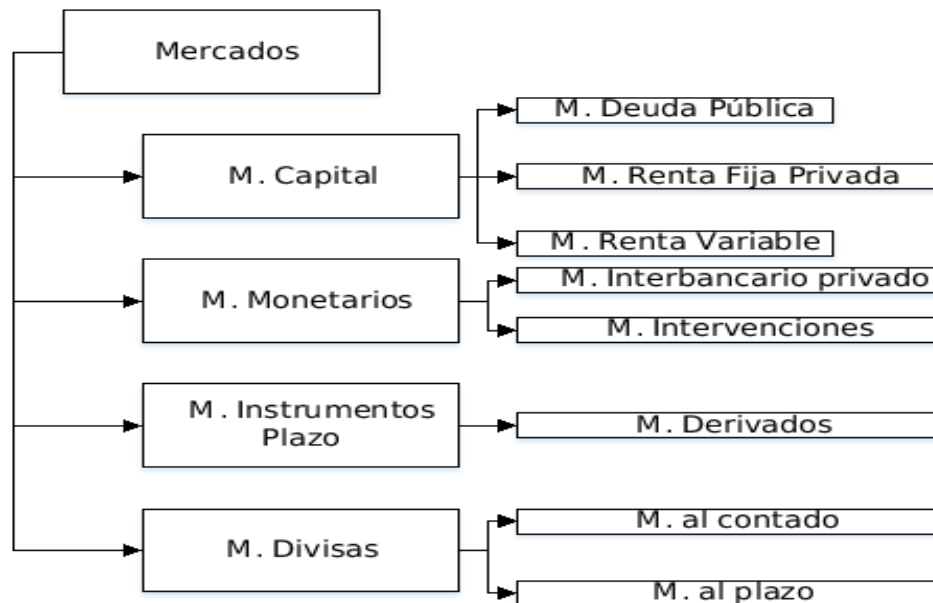 Mercados
M. Capital
M. Deuda Pública
M. Renta Fija Privada
M. Renta Variable
M. Monetarios
M. Interbancario privado
M. Intervenciones
M. Instrumentos
Plazo
M. Derivados
M. Divisas
M. al contado
M. al plazo